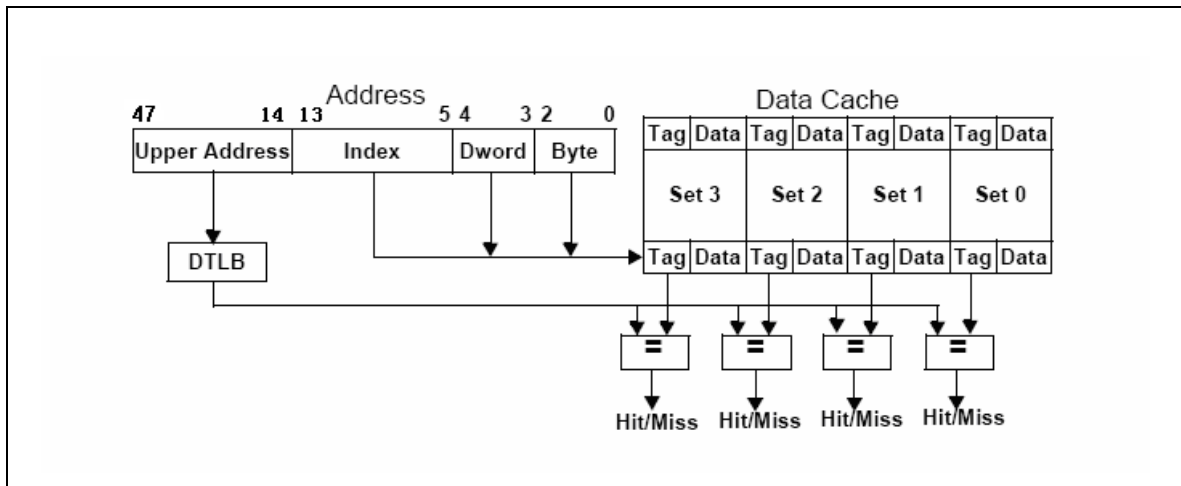 Address
47 14 13 5 4 3 2 0
Upper Address Index Dword Byte
DTLB
Data Cache
Tag Data Tag Data Tag Data Tag Data
Set 3 Set 2 Set 1 Set 0
Tag Data Tag Data Tag Data Tag Data
= = = =
Hit/Miss Hit/Miss Hit/Miss Hit/Miss